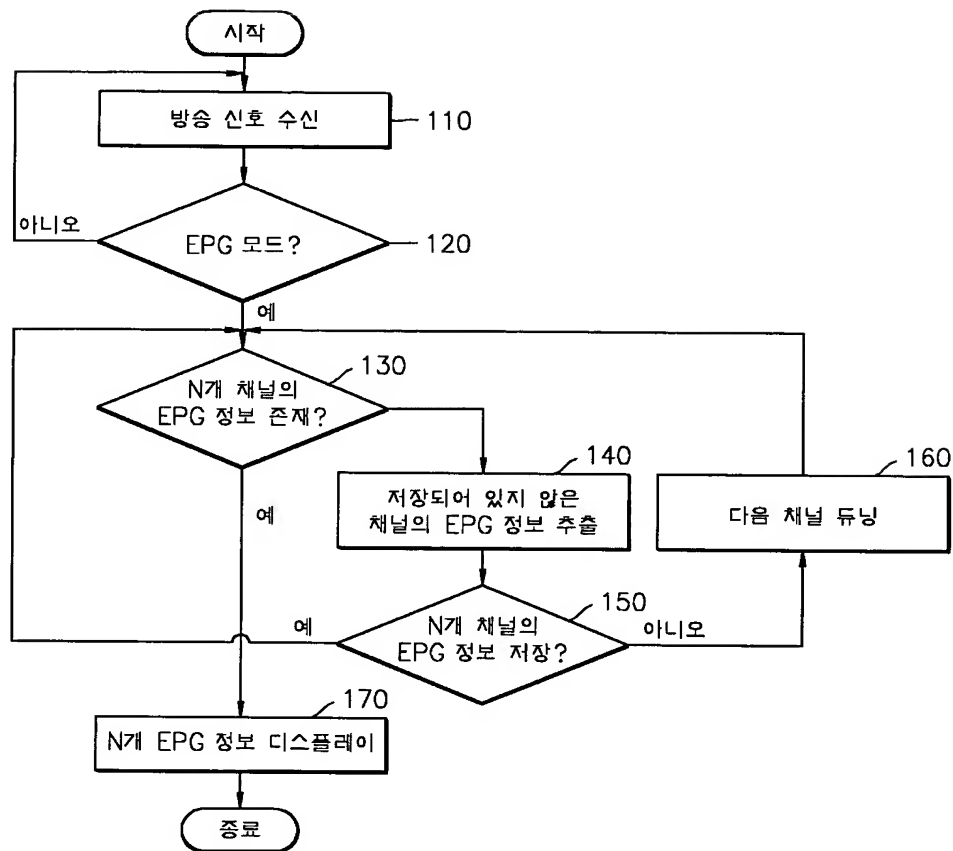 시작
방송 신호 수신
110
아니오
EPG 모드?
120
예
130
N개 채널의
EPG 정보 존재?
140
160
저장되어 있지 않은
채널의 EPG 정보 추출
다음 채널 듀닝
예
150
예
N개 채널의
EPG 정보 저장?
아니오
170
N개 EPG 정보 디스플레이
종료